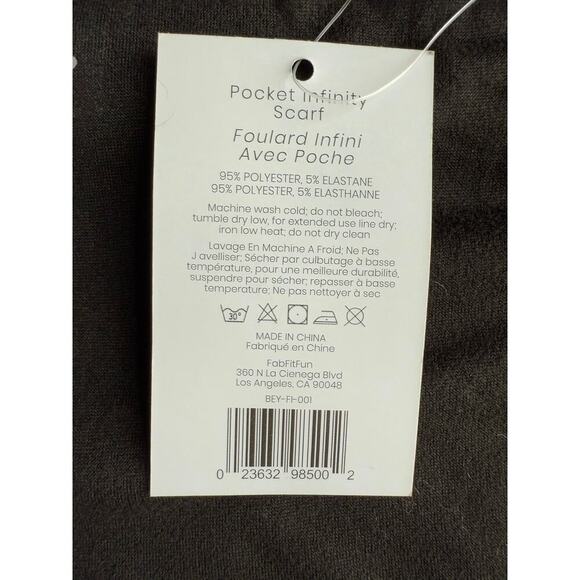 Pocket Infinity
Scarf
Foulard Infini
Avec Poche
95% POLYESTER, 5% ELASTANE
95% POLYESTER, 5% ELASTHANNE
Machine wash cold; do not bleach;
tumble dry low, for extended use line dry;
iron low heat; do not dry clean
Lavage En Machine A Froid; Ne Pas
J avelliser; Sécher par culbutage à basse
température, pour une meilleure durabilité,
suspendre pour sécher; repasser à basse
temperature; Ne pas nettoyer à sec
30°
MADE IN CHINA
Fabriqué en Chine
FabFitFun
360 N La Cienega Blvd
Los Angeles, CA 90048
BEY-FI-001
0 23632 98500 2